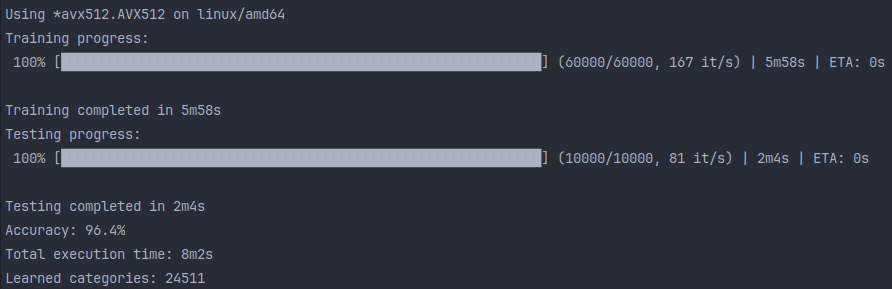 Using *avx512.AVX512 on linux/amd64
Training progress:
100% [████████████████████████████████████████████████████████████] (60000/60000, 167 it/s) | 5m58s | ETA: 0s
Training completed in 5m58s
Testing progress:
100% [████████████████████████████████████████████████████████████] (10000/10000, 81 it/s) | 2m4s | ETA: 0s
Testing completed in 2m4s
Accuracy: 96.4%
Total execution time: 8m2s
Learned categories: 24511